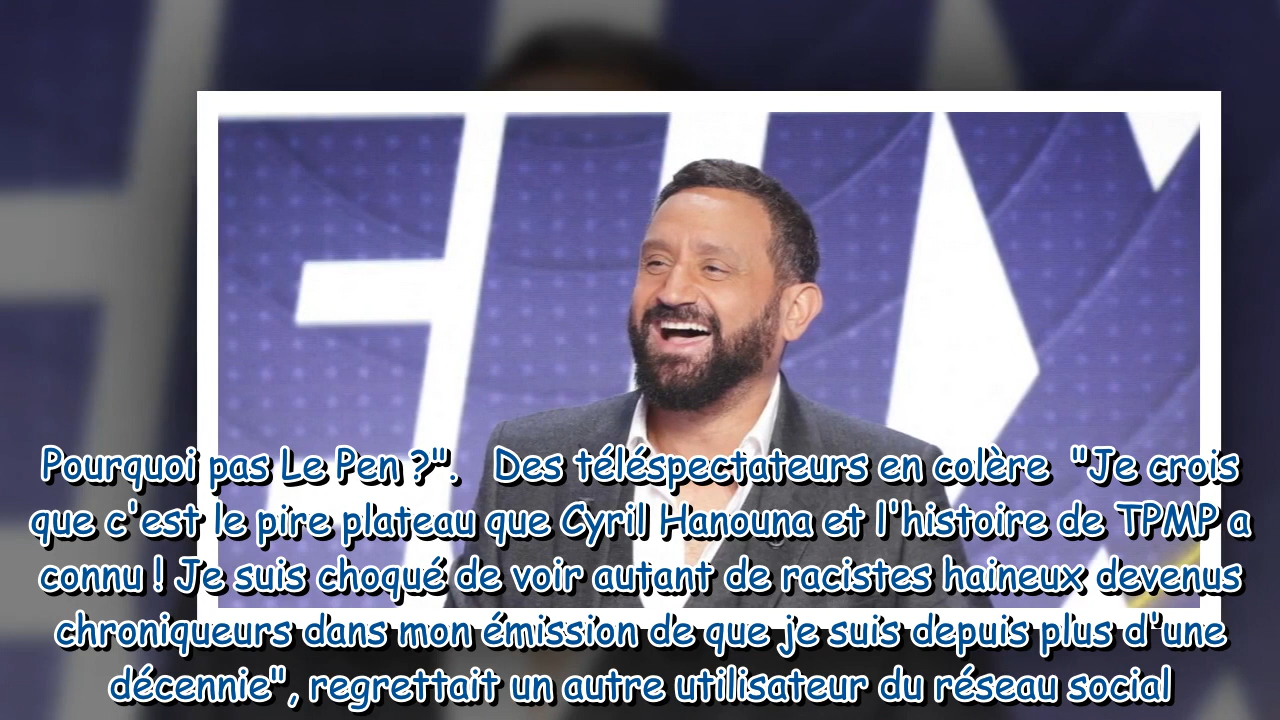 Pourquoi pas Le Pen ?".   Des téléspectateurs en colère  "Je crois
que c'est le pire plateau que Cyril Hanouna et l'histoire de TPMP a
connu ! Je suis choqué de voir autant de racistes haineux devenus
chroniqueurs dans mon émission de que je suis depuis plus d'une
décennie", regrettait un autre utilisateur du réseau social